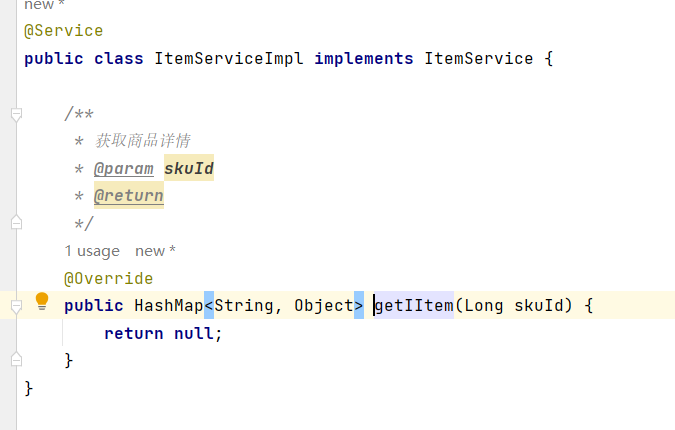 new *
@Service
public class ItemServiceImpl implements ItemService {
/**
* 获取商品详情
* @param skuId
* @return
*/
1 usage new *
@Override
public HashMap<String, Object> getIItem(Long skuId) {
return null;
}
}